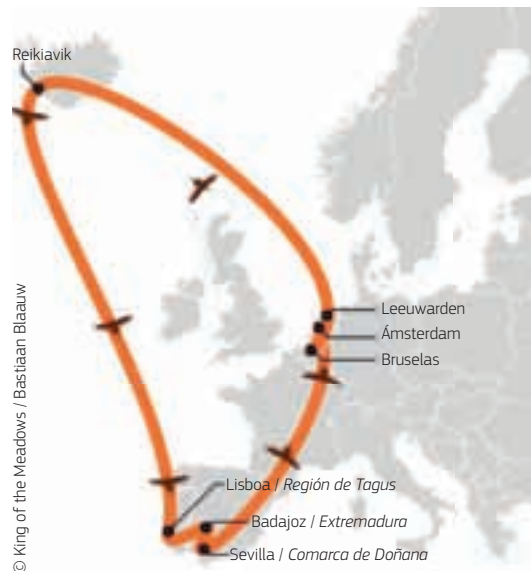 Reikiavik
Leeuwarden
Ámsterdam
Bruselas
Lisboa / Región de Tagus
Badajoz / Extremadura
Sevilla / Comarca de Doñana
© King of the Meadows / Bastiaan Blaauw